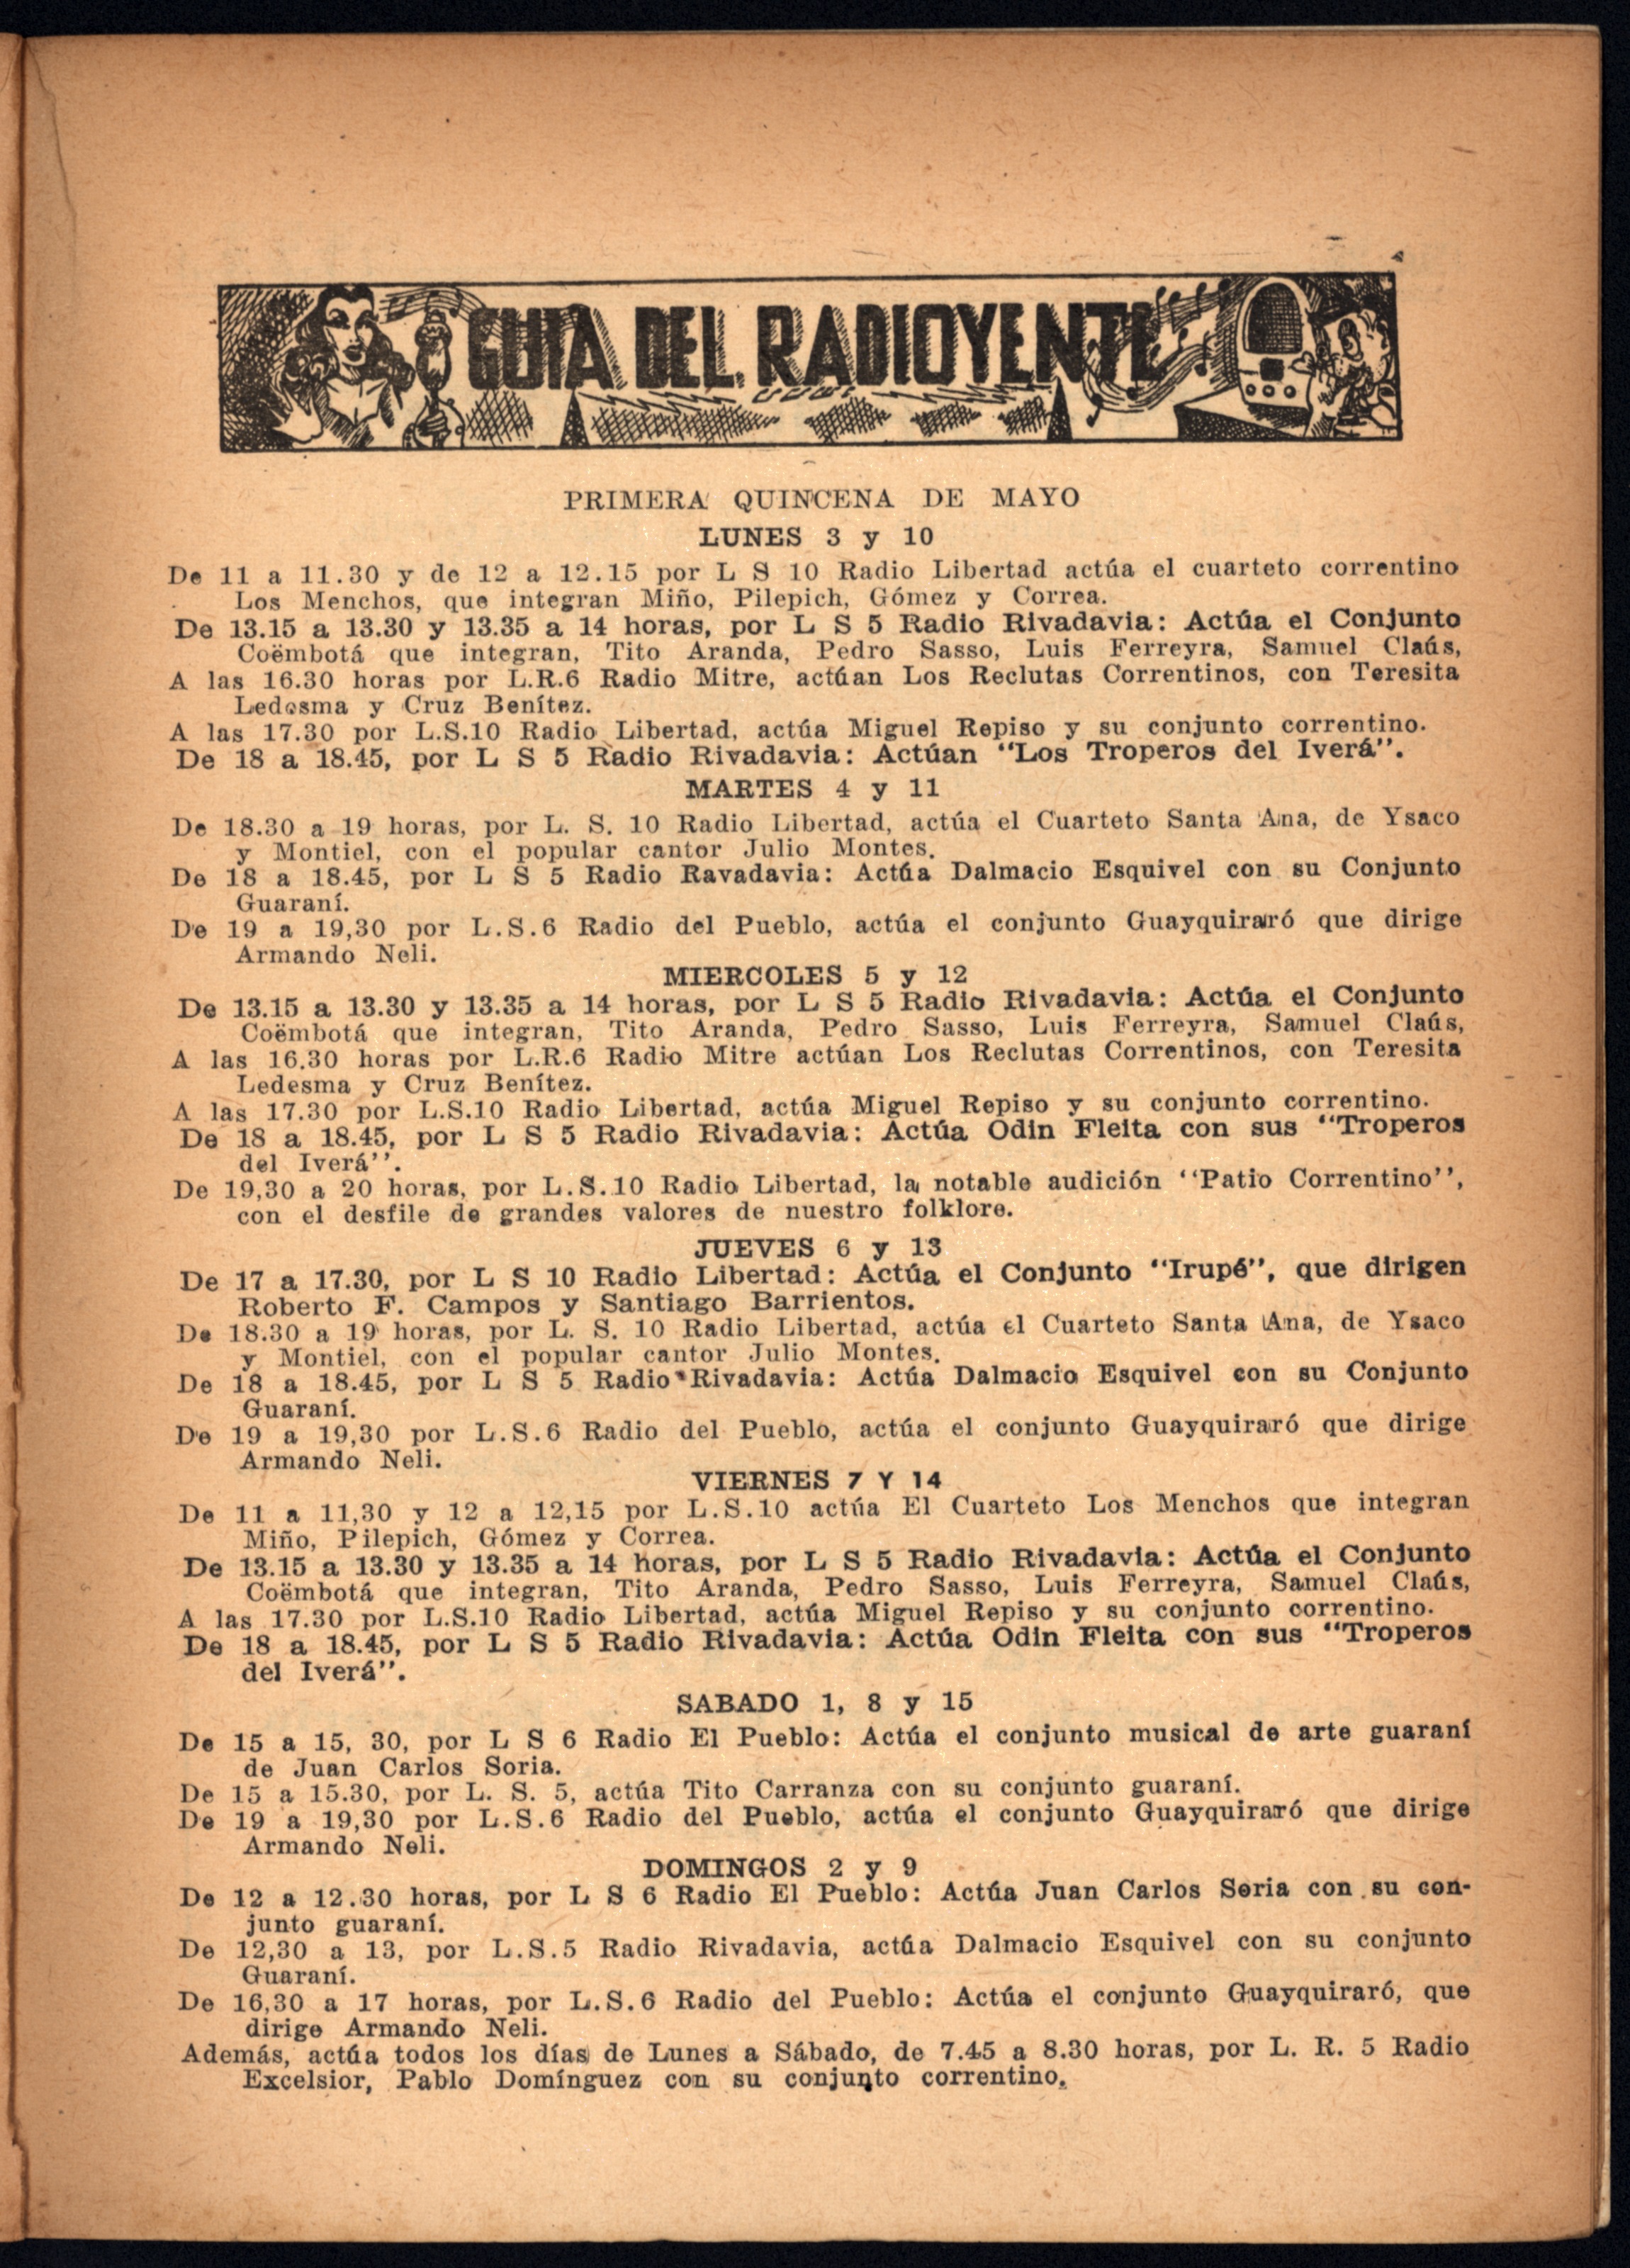 GUIA DEL RADIOYENTE
PRIMERA QUINCENA DE MAYO
LUNES 3 y 10
De 11 a 11.30 y de 12 a 12.15 por L S 10 Radio Libertad actúa el cuarteto correntino
Los Menchos, que integran Miño, Pilepich, Gómez y Correa.
De 13.15 a 13.30 y 13.35 a 14 horas, por L S 5 Radio Rivadavia: Actúa el Conjunto
Coëmbotá que integran, Tito Aranda, Pedro Sasso, Luis Ferreyra, Samuel Claús,
A las 16.30 horas por L.R.6 Radio Mitre, actúan Los Reclutas Correntinos, con Teresita
Ledesma y Cruz Benítez.
A las 17.30 por L.S.10 Radio Libertad, actúa Miguel Repiso y su conjunto correntino.
De 18 a 18.45, por L S 5 Radio Rivadavia: Actúan "Los Troperos del Iverá".
MARTES 4 y 11
De 18.30 a 19 horas, por L. S. 10 Radio Libertad, actúa el Cuarteto Santa Ana, de Ysaco
y Montiel, con el popular cantor Julio Montes.
De 18 a 18.45, por L S 5 Radio Ravadavia: Actúa Dalmacio Esquivel con su Conjunto
Guaraní.
De 19 a 19,30 por L.S.6 Radio del Pueblo, actúa el conjunto Guayquiraró que dirige
Armando Neli.
MIERCOLES 5 y 12
De 13.15 a 13.30 y 13.35 a 14 horas, por L S 5 Radio Rivadavia: Actúa el Conjunto
Coëmbotá que integran, Tito Aranda, Pedro Sasso, Luis Ferreyra, Samuel Claús,
A las 16.30 horas por L.R.6 Radio Mitre actúan Los Reclutas Correntinos, con Teresita
Ledesma y Cruz Benítez.
A las 17.30 por L.S.10 Radio Libertad, actúa Miguel Repiso y su conjunto correntino.
De 18 a 18.45, por L S 5 Radio Rivadavia: Actúa Odin Fleita con sus "Troperos
del Iverá".
De 19,30 a 20 horas, por L.S.10 Radio Libertad, la notable audición "Patio Correntino",
con el desfile de grandes valores de nuestro folklore.
JUEVES 6 y 13
De 17 a 17.30, por L S 10 Radio Libertad: Actúa el Conjunto "Irupé", que dirigen
Roberto F. Campos y Santiago Barrientos.
De 18.30 a 19 horas, por L. S. 10 Radio Libertad, actúa el Cuarteto Santa Ana, de Ysaco
y Montiel, con el popular cantor Julio Montes.
De 18 a 18.45, por L S 5 Radio Rivadavia: Actúa Dalmacio Esquivel con su Conjunto
Guaraní.
De 19 a 19,30 por L.S.6 Radio del Pueblo, actúa el conjunto Guayquiraró que dirige
Armando Neli.
VIERNES 7 Y 14
De 11 a 11,30 y 12 a 12,15 por L.S.10 actúa El Cuarteto Los Menchos que integran
Miño, Pilepich, Gómez y Correa.
De 13.15 a 13.30 y 13.35 a 14 horas, por L S 5 Radio Rivadavia: Actúa el Conjunto
Coëmbotá que integran, Tito Aranda, Pedro Sasso, Luis Ferreyra, Samuel Claús,
A las 17.30 por L.S.10 Radio Libertad, actúa Miguel Repiso y su conjunto correntino.
De 18 a 18.45, por L S 5 Radio Rivadavia: Actúa Odin Fleita con sus "Troperos
del Iverá".
SABADO 1, 8 y 15
De 15 a 15, 30, por L S 6 Radio El Pueblo: Actúa el conjunto musical de arte guaraní
de Juan Carlos Soria.
De 15 a 15.30, por L. S. 5, actúa Tito Carranza con su conjunto guaraní.
De 19 a 19,30 por L.S.6 Radio del Pueblo, actúa el conjunto Guayquiraró que dirige
Armando Neli.
DOMINGOS 2 y 9
De 12 a 12.30 horas, por L S 6 Radio El Pueblo: Actúa Juan Carlos Soria con su con-
junto guaraní.
De 12,30 a 13, por L.S.5 Radio Rivadavia, actúa Dalmacio Esquivel con su conjunto
Guaraní.
De 16,30 a 17 horas, por L.S.6 Radio del Pueblo: Actúa el conjunto Guayquiraró, que
dirige Armando Neli.
Además, actúa todos los días de Lunes a Sábado, de 7.45 a 8.30 horas, por L. R. 5 Radio
Excelsior, Pablo Domínguez con su conjunto correntino.